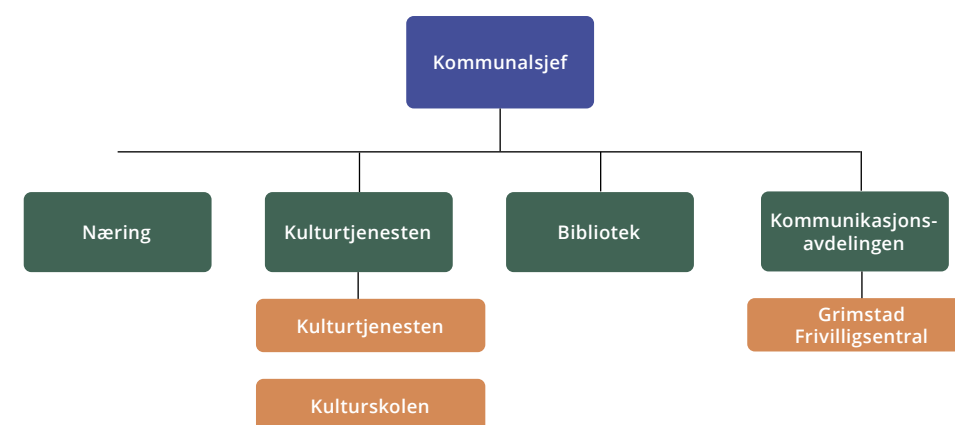 Kommunalsjef
Næring
Kulturtjenesten
Bibliotek
Kommunikasjons-
avdelingen
Kulturtjenesten
Grimstad
Frivilligsentral
Kulturskolen